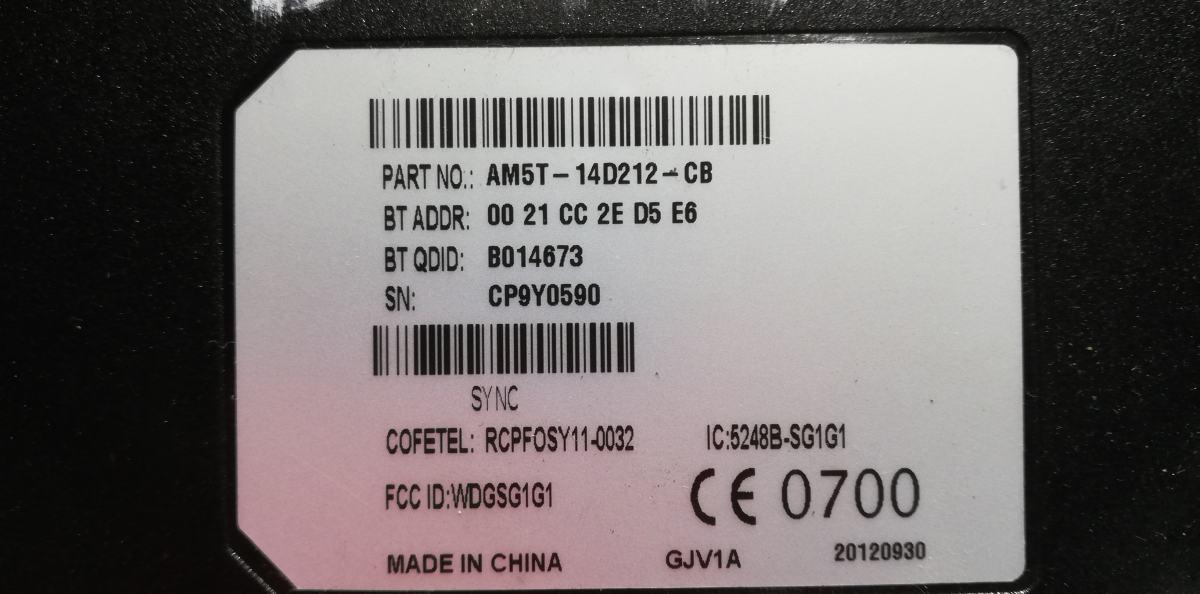 PART NO.: AM5T-14D212-CB
BT ADDR: 00 21 CC 2E D5 E6
BT QDID: B014673
SN: CP9Y0590
SYNC
COFETEL: RCPFOSY11-0032 IC:5248B-SG1G1
FCC ID:WDGSG1G1 CE 0700
MADE IN CHINA GJV1A 20120930